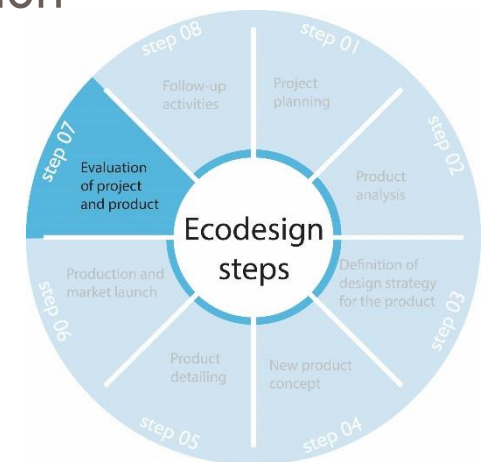 step 08
Follow-up
activities
step 01
Project
planning
step 02
Product
analysis
step 07
Evaluation
of project
and product
Ecodesign
steps
Definition of
design strategy
for the product
step 03
Production and
market launch
step 06
Product
detailing
step 05
New product
concept
step 04